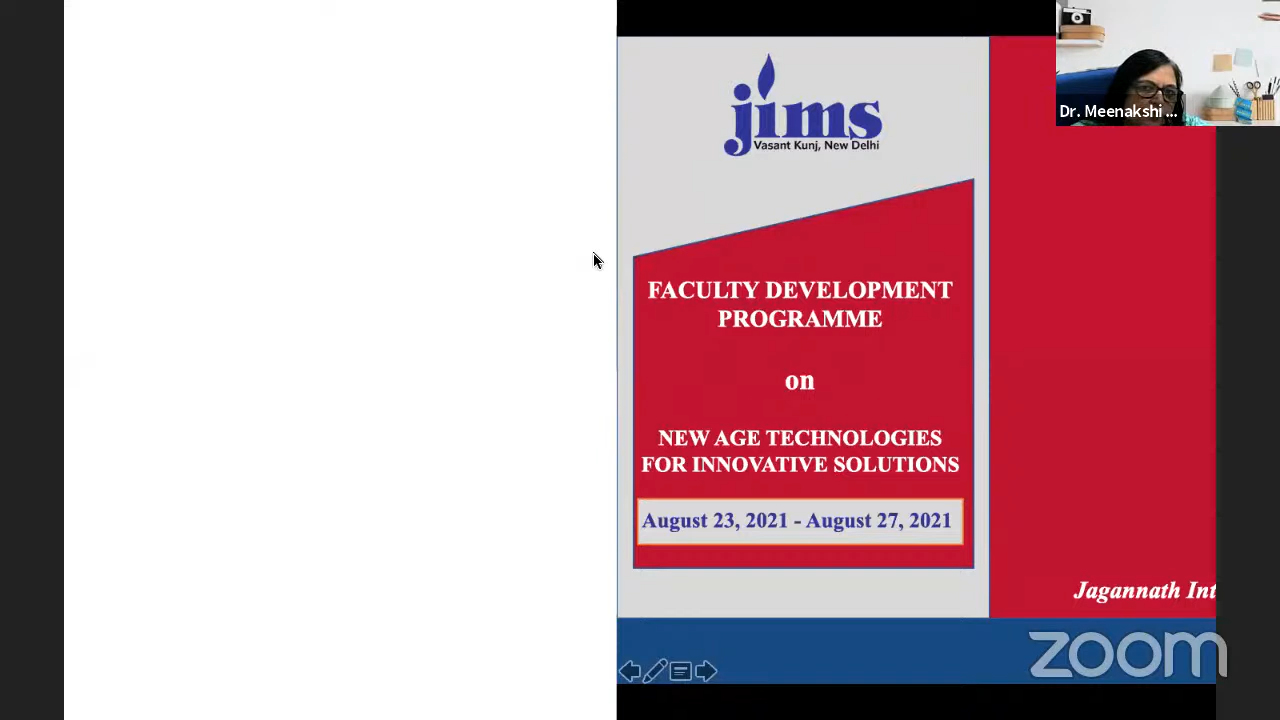 jims
Vasant Kunj, New Delhi
Dr. Meenakshi ...
FACULTY DEVELOPMENT
PROGRAMME
on
NEW AGE TECHNOLOGIES
FOR INNOVATIVE SOLUTIONS
August 23, 2021 - August 27, 2021
Jagannath Int
zoom